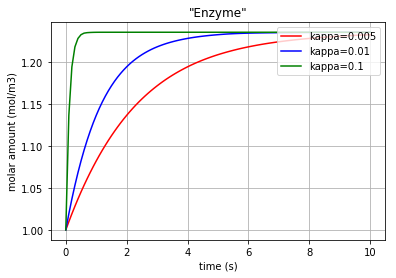 "Enzyme"
molar amount (mol/m3)
1.20
1.15
1.10
1.05
1.00
kappa=0.005
kappa=0.01
kappa=0.1
0
2
4
6
8
10
time (s)